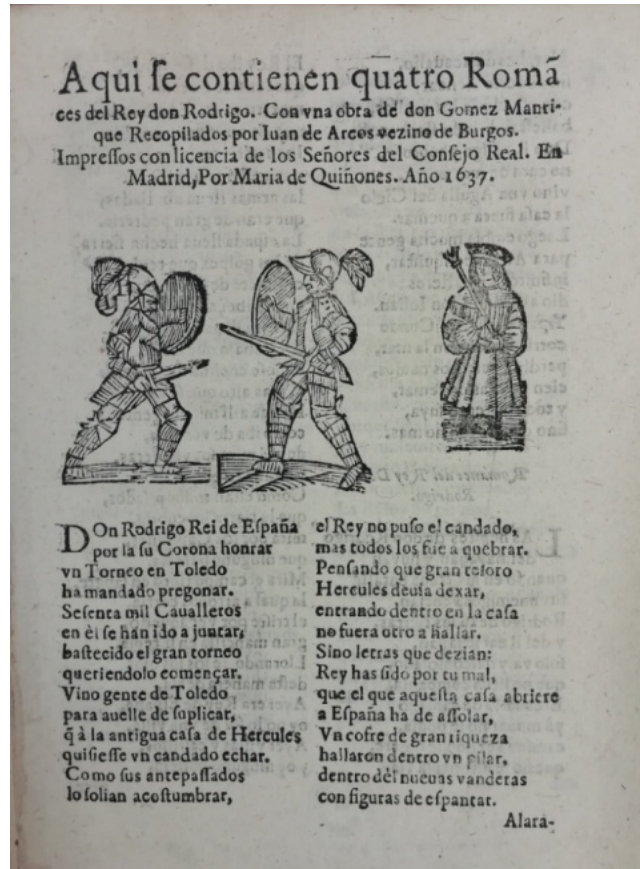 Aqui ſe contienen quatro Romã
ces del Rey don Rodrigo. Con vna obra de don Gomez Manri-
que Recopilados por Iuan de Arcos vezino de Burgos.
Impreſſos con licencia de los Señores del Conſejo Real. En
Madrid, Por Maria de Quiñones. Año 1637.
DOn Rodrigo Rei de Eſpaña
por la ſu Corona honrar
vn Torneo en Toledo
ha mandado pregonar.
Seſenta mil Caualleros
en èl ſe han ido a juntar,
baſtecido el gran torneo
queriendolo començar.
Vino gente de Toledo
para auelle de ſuplicar,
q̃ à la antigua caſa de Hercules
quiſieſſe vn candado echar.
Como ſus antepaſſados
lo ſolian acoſtumbrar,
el Rey no puſo el candado,
mas todos los fue a quebrar.
Penſando que gran teſoro
Hercules deuia dexar,
entrando dentro en la caſa
no fuera otro a hallar.
Sino letras que dezian:
Rey has ſido por tu mal,
que el que aqueſta caſa abriere
a Eſpaña ha de aſſolar,
Vn cofre de gran riqueza
hallaron dentro vn pilar,
dentro dèl nueuas vanderas
con figuras de eſpantar.
Alara-